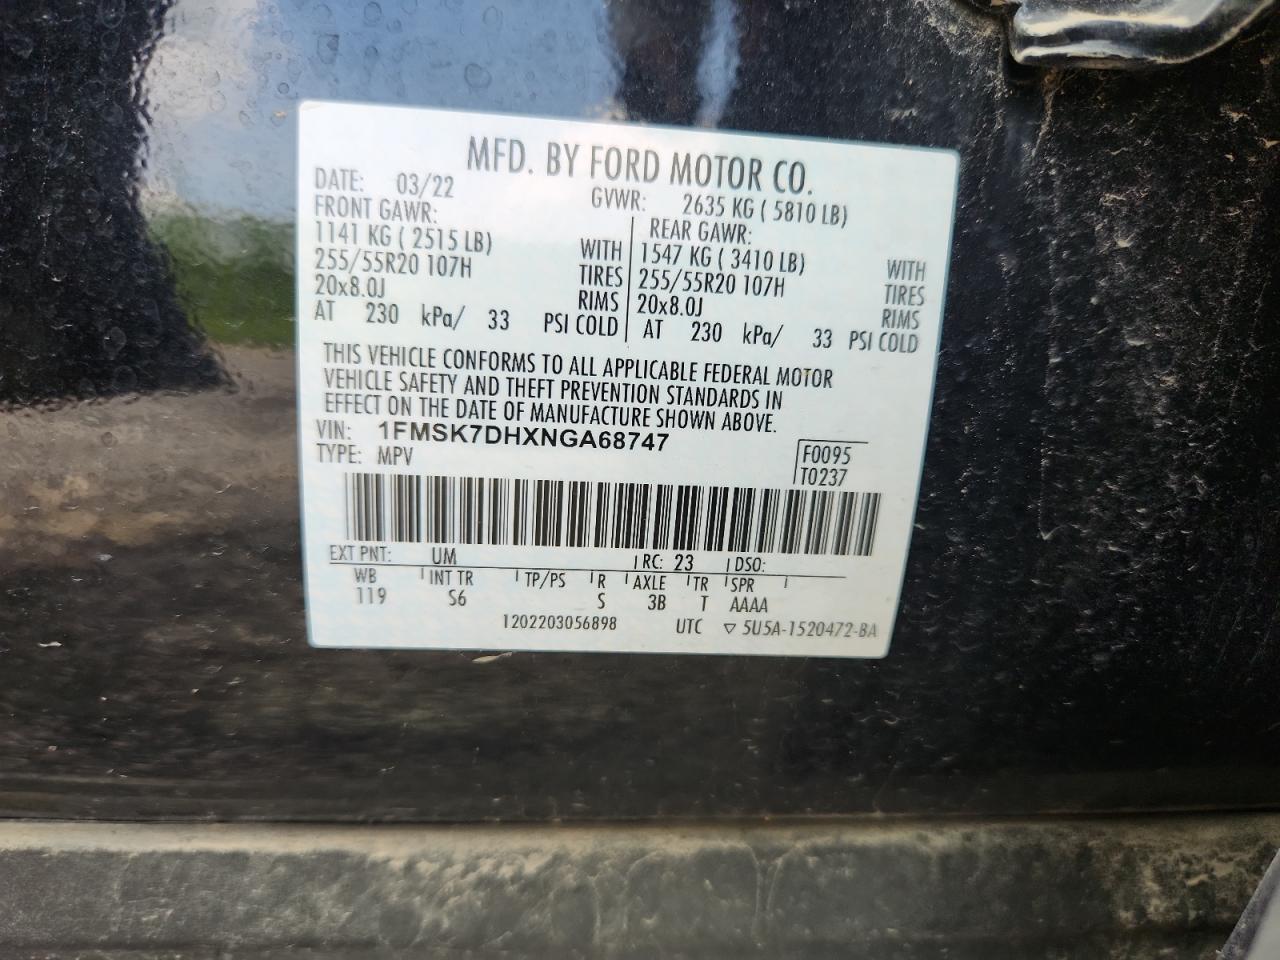 MFD. BY FORD MOTOR CO.
DATE: 03/22 GVWR: 2635 KG ( 5810 LB)
FRONT GAWR: REAR GAWR:
1141 KG ( 2515 LB) WITH 1547 KG ( 3410 LB) WITH
255/55R20 107H TIRES 255/55R20 107H TIRES
20x8.0J RIMS 20x8.0J RIMS
AT 230 kPa/ 33 PSI COLD AT 230 kPa/ 33 PSI COLD
THIS VEHICLE CONFORMS TO ALL APPLICABLE FEDERAL MOTOR
VEHICLE SAFETY AND THEFT PREVENTION STANDARDS IN
EFFECT ON THE DATE OF MANUFACTURE SHOWN ABOVE.
VIN: 1FMSK7DHXNGA68747
TYPE: MPV
F0095
T0237
EXT PNT: UM RC: 23 DSO:
WB INT TR TP/PS R AXLE TR SPR
119 S6 S 3B T AAAA
1202203056898 UTC ▽ 5U5A-1520472-BA